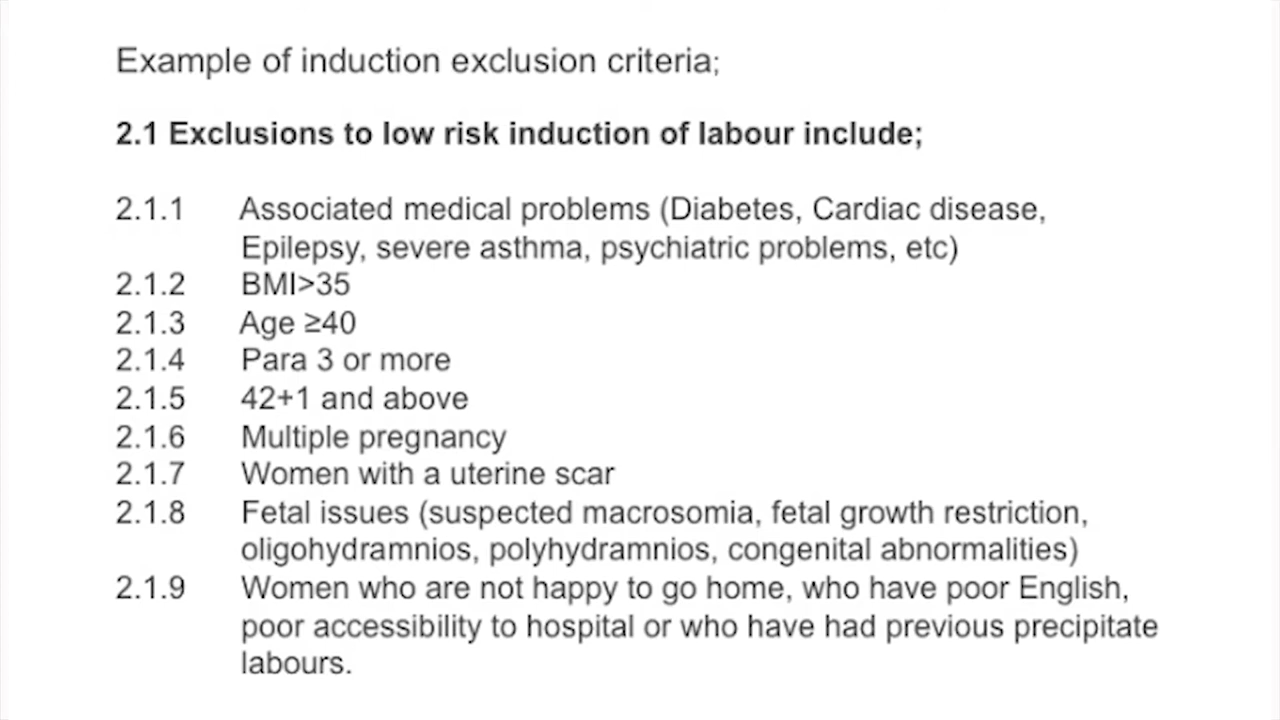 Example of induction exclusion criteria;
2.1 Exclusions to low risk induction of labour include;
2.1.1 Associated medical problems (Diabetes, Cardiac disease,
Epilepsy, severe asthma, psychiatric problems, etc)
2.1.2 BMI>35
2.1.3 Age ≥40
2.1.4 Para 3 or more
2.1.5 42+1 and above
2.1.6 Multiple pregnancy
2.1.7 Women with a uterine scar
2.1.8 Fetal issues (suspected macrosomia, fetal growth restriction,
oligohydramnios, polyhydramnios, congenital abnormalities)
2.1.9 Women who are not happy to go home, who have poor English,
poor accessibility to hospital or who have had previous precipitate
labours.